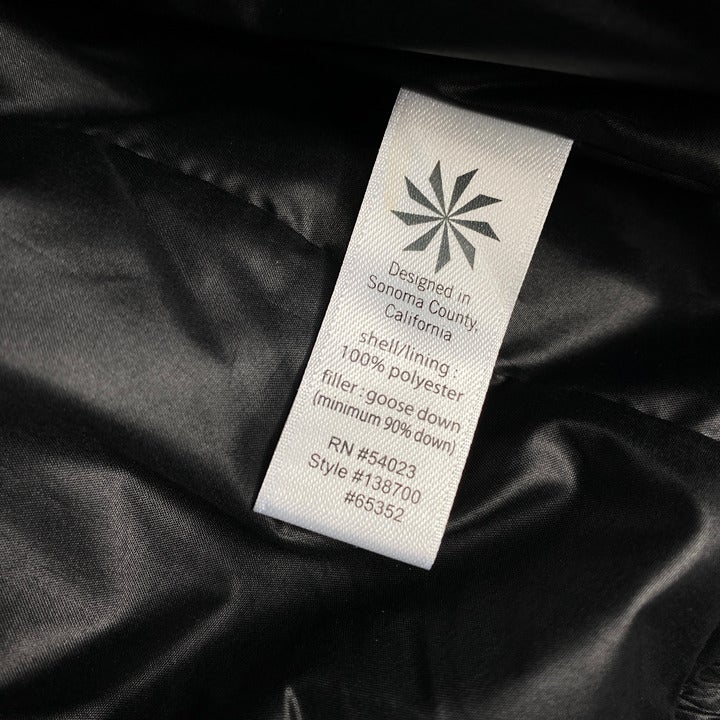 Designed in
Sonoma County,
California
shell/lining :
100% polyester
filler : goose down
(minimum 90% down)
RN #54023
Style #138700
#65352